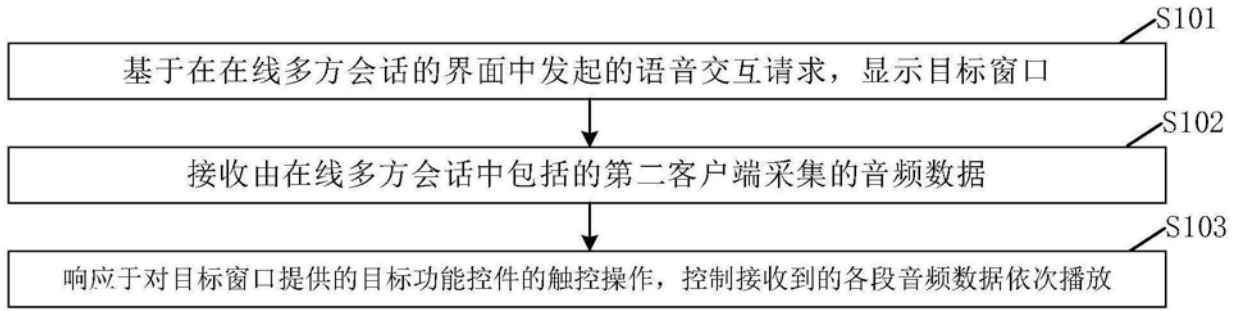 S101
基于在在线多方会话的界面中发起的语音交互请求，显示目标窗口
S102
接收由在线多方会话中包括的第二客户端采集的音频数据
S103
响应于对目标窗口提供的目标功能控件的触控操作，控制接收到的各段音频数据依次播放